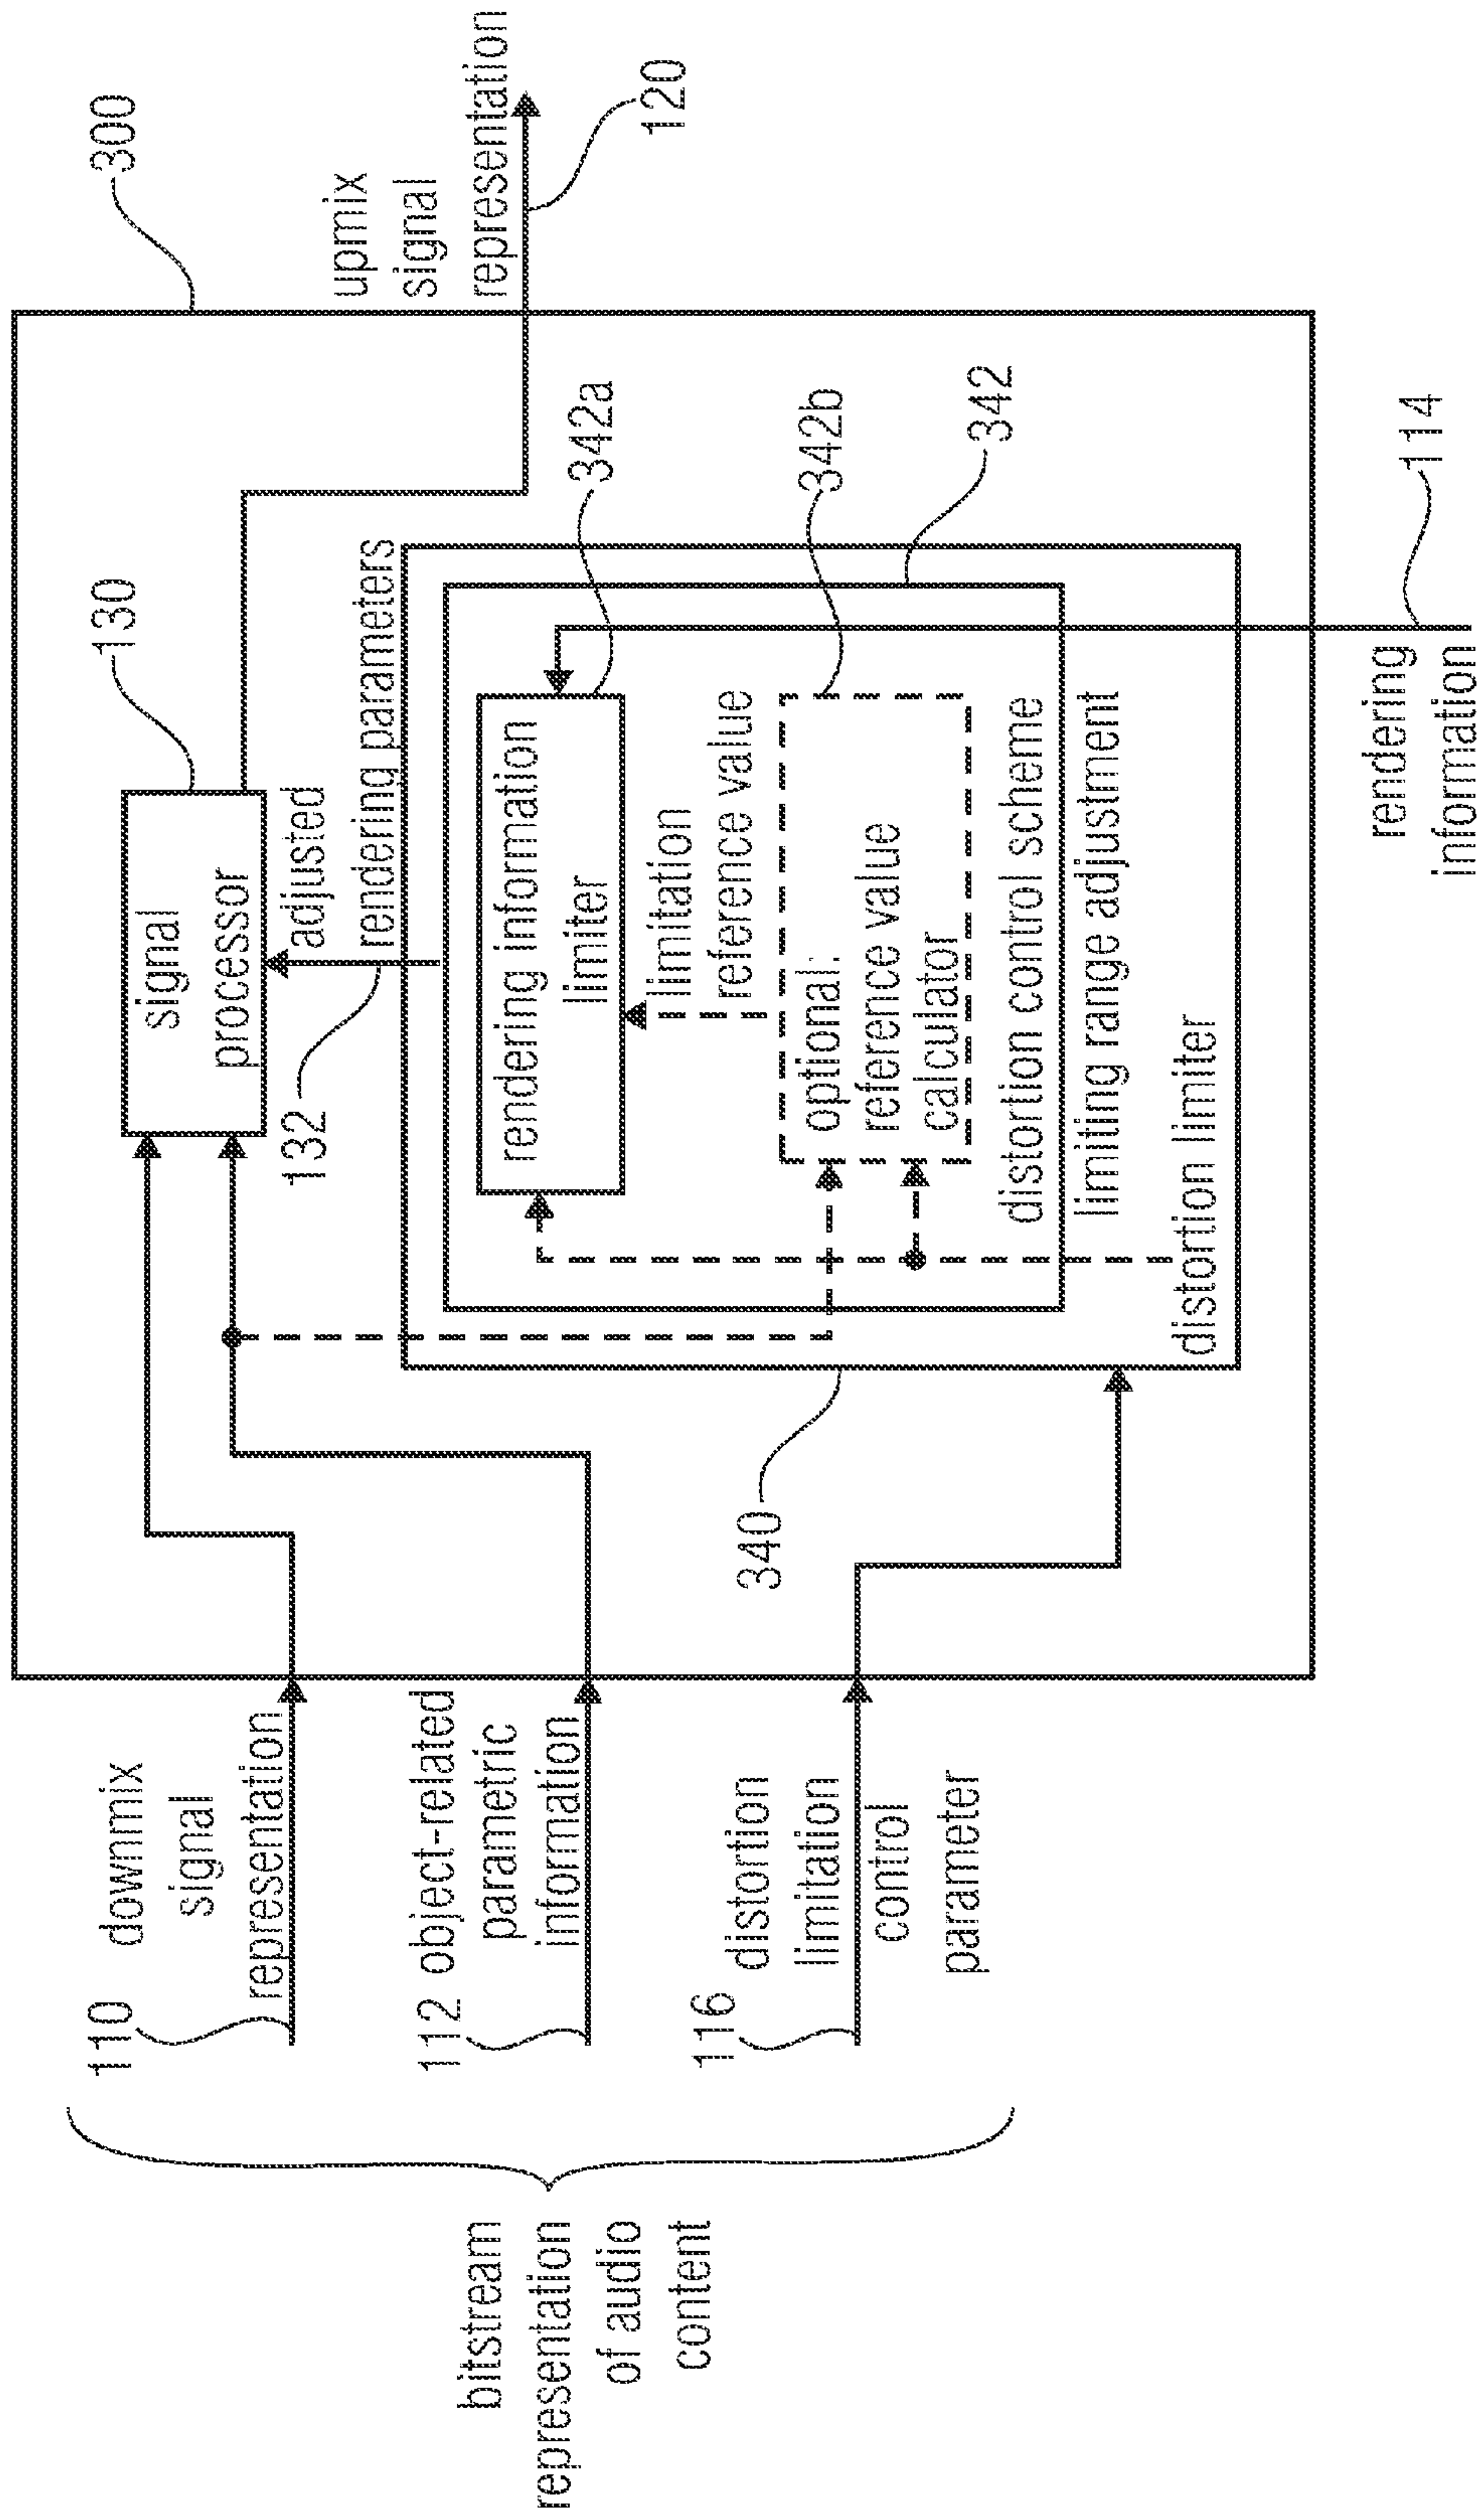 bitstream
representation
of audio
content
110
downmix
signal
representation
112
object-related
parametric
information
116
distortion
limitation
control
parameter
300
130
signal
processor
132
adjusted
rendering parameters
upmix
signal
representation
120
340
rendering information
limiter
342a
limitation
reference value
optional:
reference value
calculator
342b
distortion control scheme
342
limiting range adjustment
distortion limiter
rendering
information
114